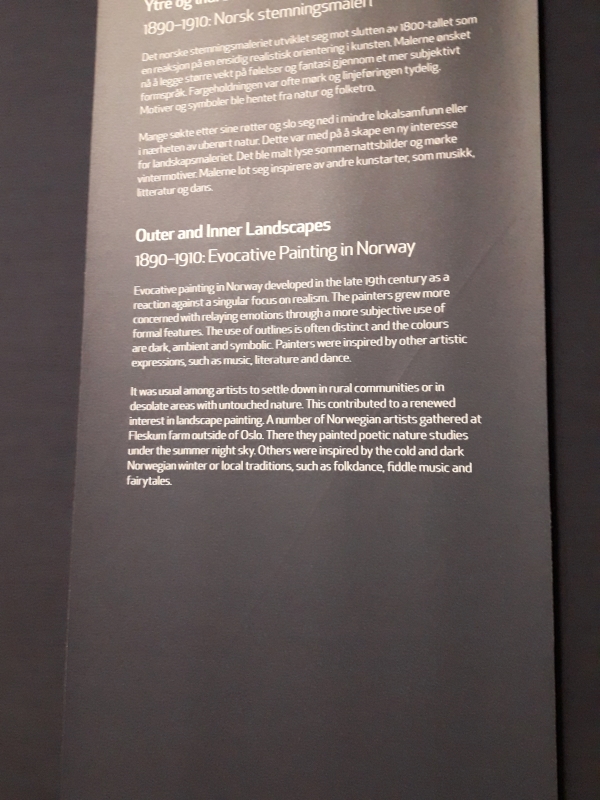 Ytre og
1890–1910: Norsk stemningsmaleri
Det norske stemningsmaleriet utviklet seg mot slutten av 1800-tallet som
en reaksjon på en ensidig realistisk orientering i kunsten. Malerne ønsket
nå å legge større vekt på følelser og fantasi gjennom et mer subjektivt
formspråk. Fargeholdningen var ofte mørk og linjeføringen tydelig.
Motiver og symboler ble hentet fra natur og folketro.
Mange søkte etter sine røtter og slo seg ned i mindre lokalsamfunn eller
i nærheten av uberørt natur. Dette var med på å skape en ny interesse
for landskapsmaleriet. Det ble malt lyse sommernattsbilder og mørke
vintermotiver. Malerne lot seg inspirere av andre kunstarter, som musikk,
litteratur og dans.
Outer and Inner Landscapes
1890–1910: Evocative Painting in Norway
Evocative painting in Norway developed in the late 19th century as a
reaction against a singular focus on realism. The painters grew more
concerned with relaying emotions through a more subjective use of
formal features. The use of outlines is often distinct and the colours
are dark, ambient and symbolic. Painters were inspired by other artistic
expressions, such as music, literature and dance.
It was usual among artists to settle down in rural communities or in
desolate areas with untouched nature. This contributed to a renewed
interest in landscape painting. A number of Norwegian artists gathered at
Fleskum farm outside of Oslo. There they painted poetic nature studies
under the summer night sky. Others were inspired by the cold and dark
Norwegian winter or local traditions, such as folkdance, fiddle music and
fairytales.